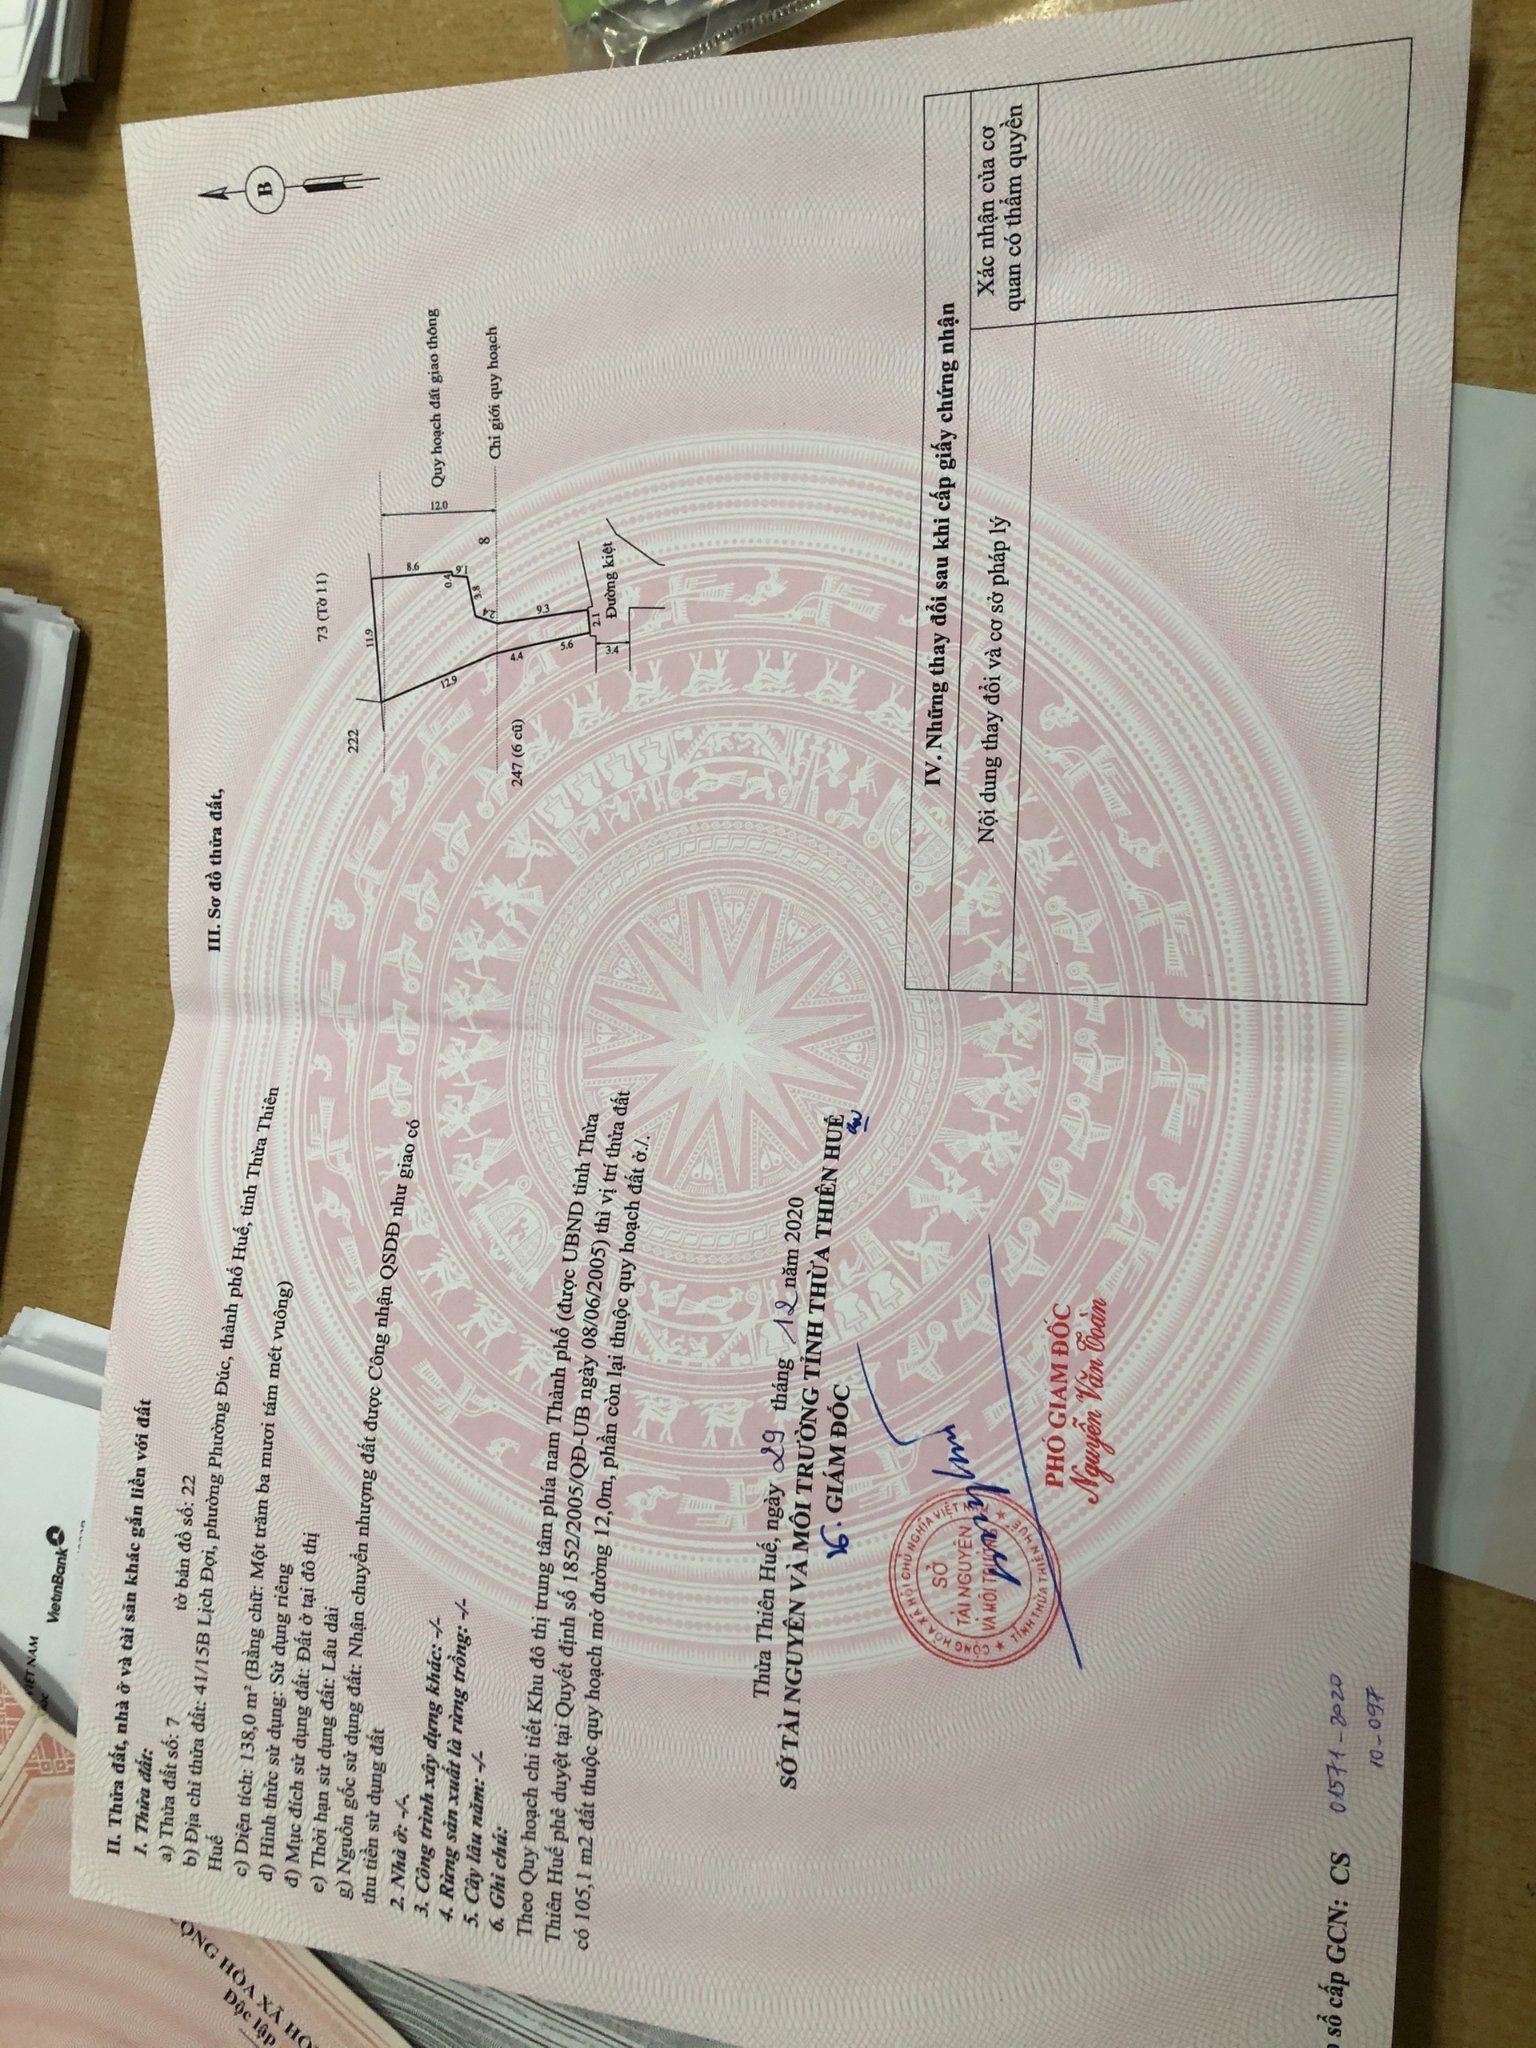 VIỆT NAM
VietinBank
CỘNG HÒA XÃ HỘI
Độc lập
II. Thửa đất, nhà ở và tài sản khác gắn liền với đất
1. Thửa đất:
a) Thửa đất số: 7 tờ bản đồ số: 22
b) Địa chỉ thửa đất: 41/15B Lịch Đợi, phường Phường Đúc, thành phố Huế, tỉnh Thừa Thiên
Huế
c) Diện tích: 138,0 m² (Bằng chữ: Một trăm ba mươi tám mét vuông)
d) Hình thức sử dụng: Sử dụng riêng
đ) Mục đích sử dụng đất: Đất ở tại đô thị
e) Thời hạn sử dụng đất: Lâu dài
g) Nguồn gốc sử dụng đất: Nhận chuyển nhượng đất được Công nhận QSDĐ như giao có
thu tiền sử dụng đất
2. Nhà ở: -/-.
3. Công trình xây dựng khác: -/-
4. Rừng sản xuất là rừng trồng: -/-
5. Cây lâu năm: -/-
6. Ghi chú:
Theo Quy hoạch chi tiết Khu đô thị trung tâm phía nam Thành phố (được UBND tỉnh Thừa
Thiên Huế phê duyệt tại Quyết định số 1852/2005/QĐ-UB ngày 08/06/2005) thì vị trí thửa đất
có 105,1 m2 đất thuộc quy hoạch mở đường 12,0m, phần còn lại thuộc quy hoạch đất ở./.
Thừa Thiên Huế, ngày 29 tháng 12 năm 2020
SỞ TÀI NGUYÊN VÀ MÔI TRƯỜNG TỈNH THỪA THIÊN HUẾ
KT. GIÁM ĐỐC
CỘNG HÒA XÃ HỘI CHỦ NGHĨA VIỆT NAM
SỞ
TÀI NGUYÊN
VÀ MÔI TRƯỜNG
★ TỈNH THỪA THIÊN HUẾ ★
PHÓ GIÁM ĐỐC
Nguyễn Văn Toàn
sổ cấp GCN: CS 01571-2020
10-097
III. Sơ đồ thửa đất,
B
73 (Tờ 11)
222
11.9
8.6
12.9
12.0
Quy hoạch đất giao thông
0.4
1.6
3.8
2.4
8
Chỉ giới quy hoạch
247 (6 cũ)
4.4
9.3
5.6
2.1
3.4
Đường kiệt
IV. Những thay đổi sau khi cấp giấy chứng nhận
Nội dung thay đổi và cơ sở pháp lý
Xác nhận của cơ
quan có thẩm quyền